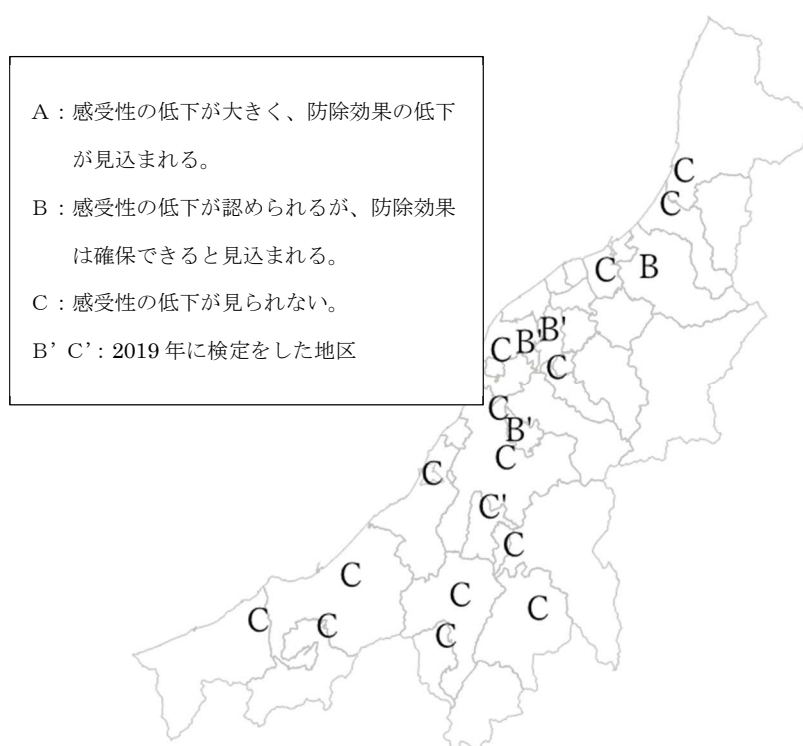 A：感受性の低下が大きく、防除効果の低下
が見込まれる。
B：感受性の低下が認められるが、防除効果
は確保できると見込まれる。
C：感受性の低下が見られない。
B’ C’：2019 年に検定をした地区
C
C
C
B
B'
B'
C
C
C
B'
C
C
C'
C
C
C
C
C
C
C